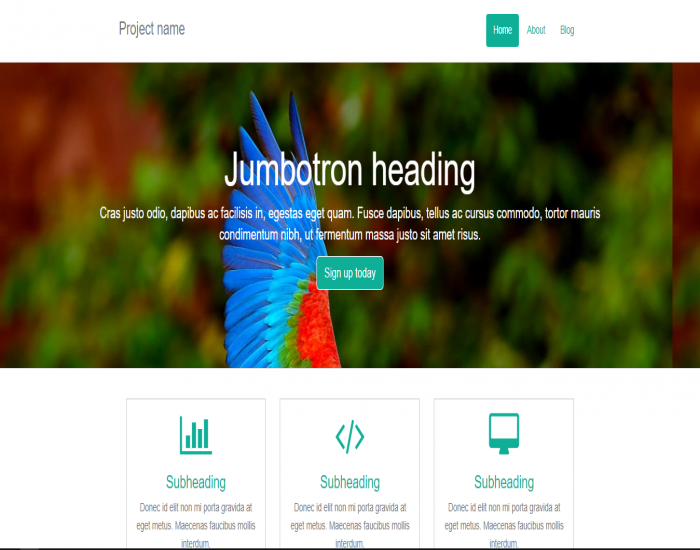 Project name
Home About Blog
Jumbotron heading
Cras justo odio, dapibus ac facilisis in, egestas eget quam. Fusce dapibus, tellus ac cursus commodo, tortor mauris
condimentum nibh, ut fermentum massa justo sit amet risus.
Sign up today
Subheading
Donec id elit non mi porta gravida at
eget metus. Maecenas faucibus mollis
interdum.
Subheading
Donec id elit non mi porta gravida at
eget metus. Maecenas faucibus mollis
interdum.
Subheading
Donec id elit non mi porta gravida at
eget metus. Maecenas faucibus mollis
interdum.